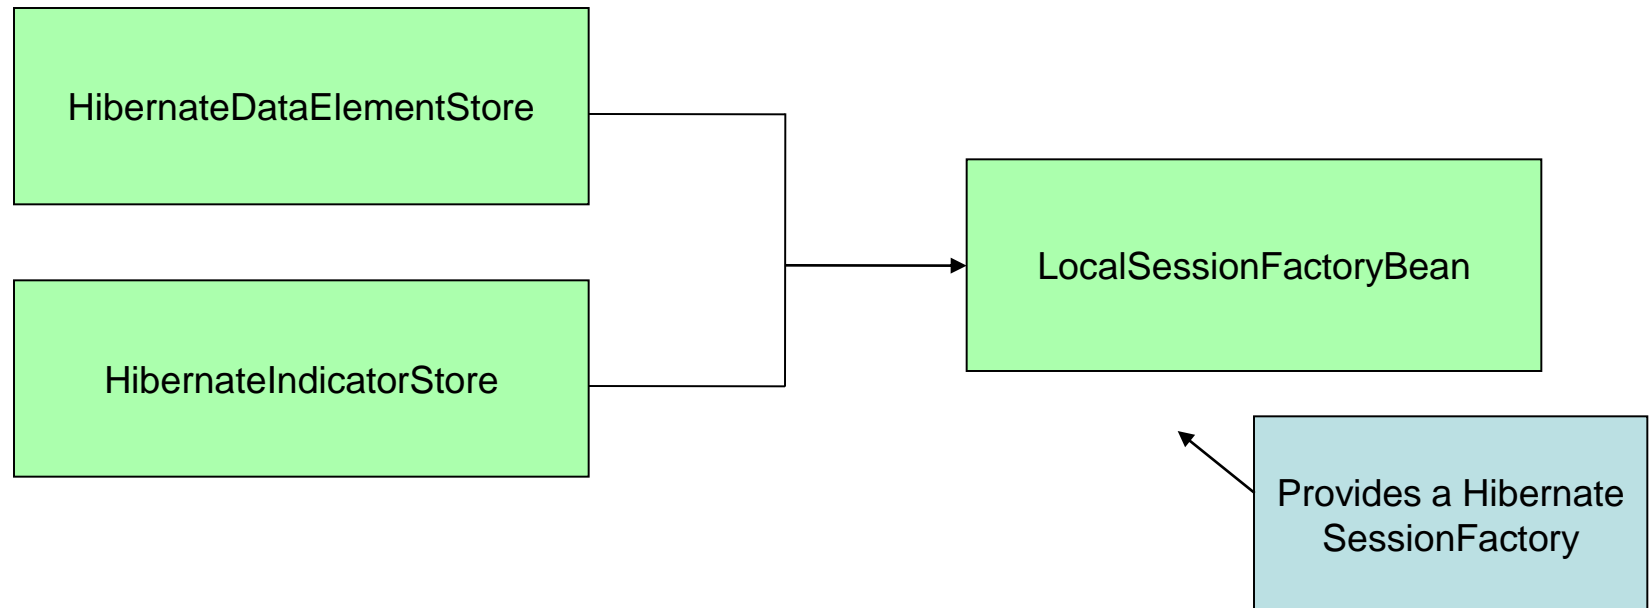 HibernateDataElementStore
LocalSessionFactoryBean
HibernateIndicatorStore
Provides a Hibernate
SessionFactory